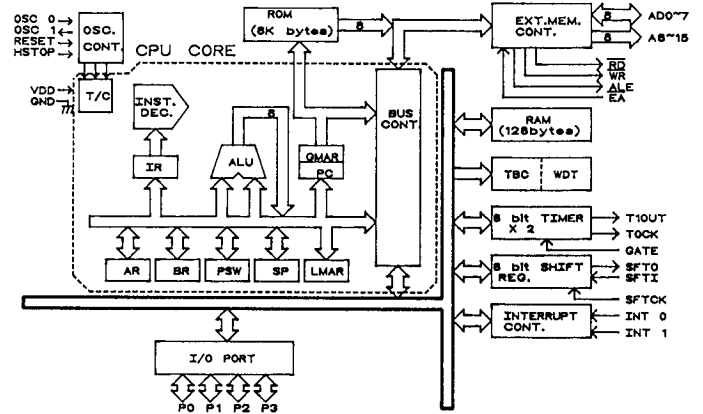 OSC 0
OSC 1
RESET
HSTOP
OSC.
CONT.
CPU CORE
VDD
GND
T/C
INST.
DEC.
IR
ALU
8
QMAR
PC
BUS
CONT.
AR
BR
PSW
SP
LMAR
ROM
(8K bytes)
8
EXT.MEM.
CONT.
8
AD0~7
8
A8~15
RD
WR
ALE
EA
RAM
(128bytes)
TBC
WDT
8 bit TIMER
X 2
T1OUT
T0CK
GATE
8 bit SHIFT
REG.
SFTO
SFTI
SFTCK
INTERRUPT
CONT.
INT 0
INT 1
I/O PORT
P0
P1
P2
P3